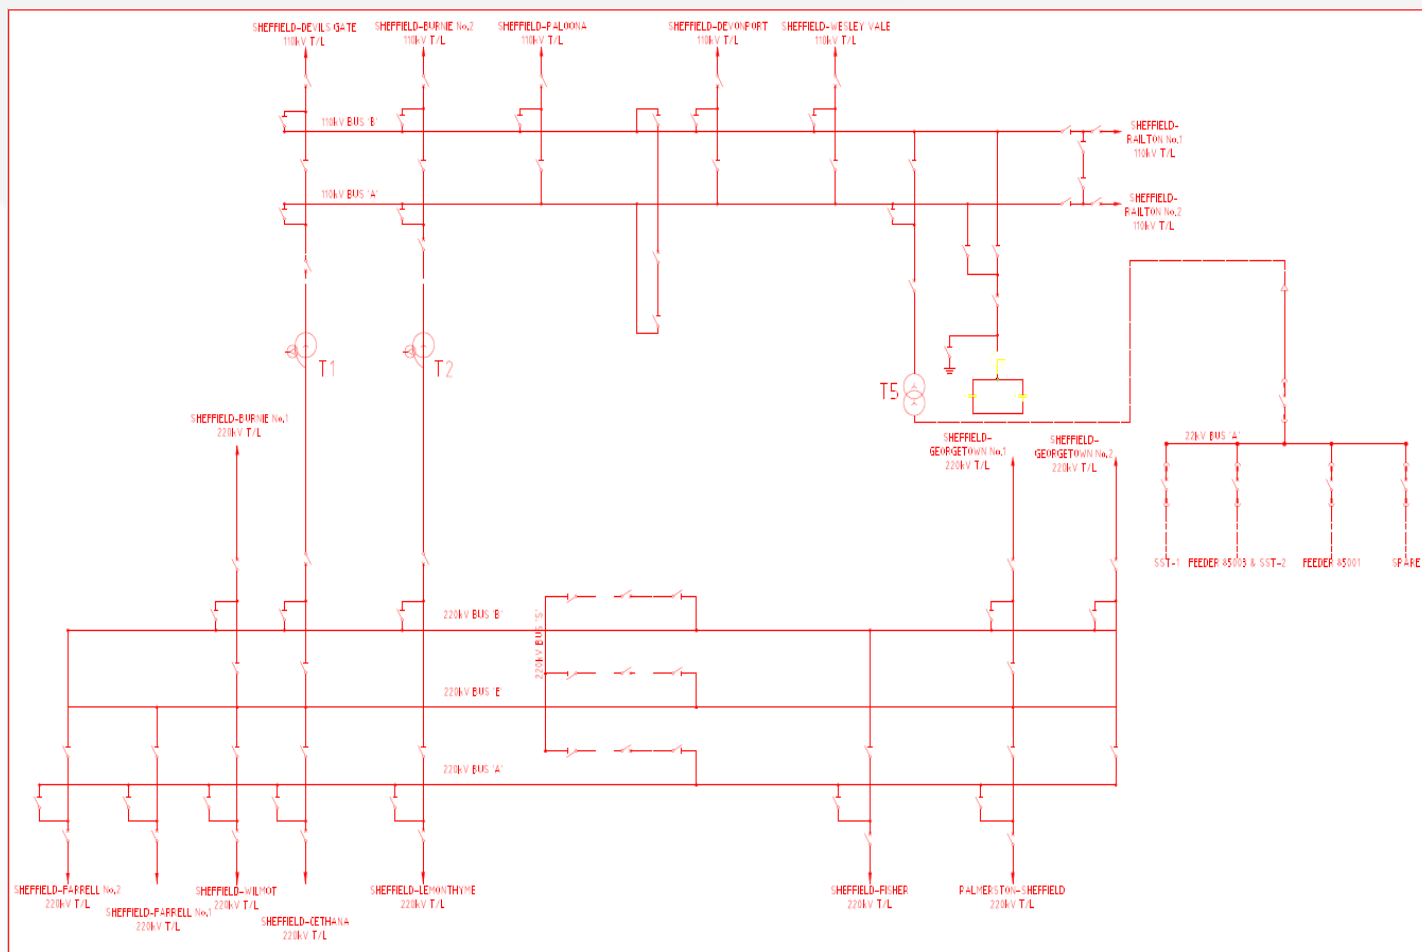 SHEFFIELD-DEVILS GATE
110kV T/L
SHEFFIELD-BURNIE No.2
110kV T/L
SHEFFIELD-PALOONA
110kV T/L
SHEFFIELD-DEVONPORT
110kV T/L
SHEFFIELD-WESLEY VALE
110kV T/L
110kV BUS 'B'
SHEFFIELD-
RAILTON No.1
110kV T/L
110kV BUS 'A'
SHEFFIELD-
RAILTON No.2
110kV T/L
T1
T2
T5
SHEFFIELD-BURNIE No.1
220kV T/L
SHEFFIELD-
GEORGETOWN No.1
220kV T/L
SHEFFIELD-
GEORGETOWN No.2
220kV T/L
22kV BUS 'A'
SST-1
FEEDER 85003 & SST-2
FEEDER 85001
SPARE
220kV BUS 'B'
220kV BUS 'S'
220kV BUS 'E'
220kV BUS 'A'
SHEFFIELD-FARRELL No.2
220kV T/L
SHEFFIELD-FARRELL No.1
220kV T/L
SHEFFIELD-WILMOT
220kV T/L
SHEFFIELD-CETHANA
220kV T/L
SHEFFIELD-LEMONTHYME
220kV T/L
SHEFFIELD-FISHER
220kV T/L
PALMERSTON-SHEFFIELD
220kV T/L